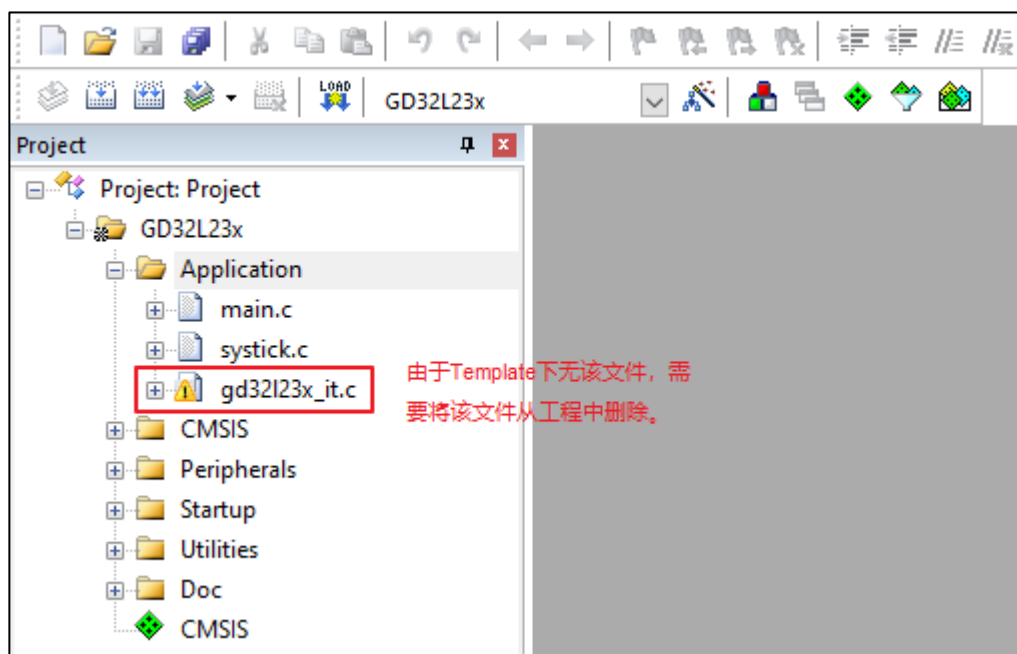 LOAD
GD32L23x
Project
Project: Project
GD32L23x
Application
main.c
systick.c
gd32l23x_it.c
由于Template下无该文件，需
要将该文件从工程中删除。
CMSIS
Peripherals
Startup
Utilities
Doc
CMSIS